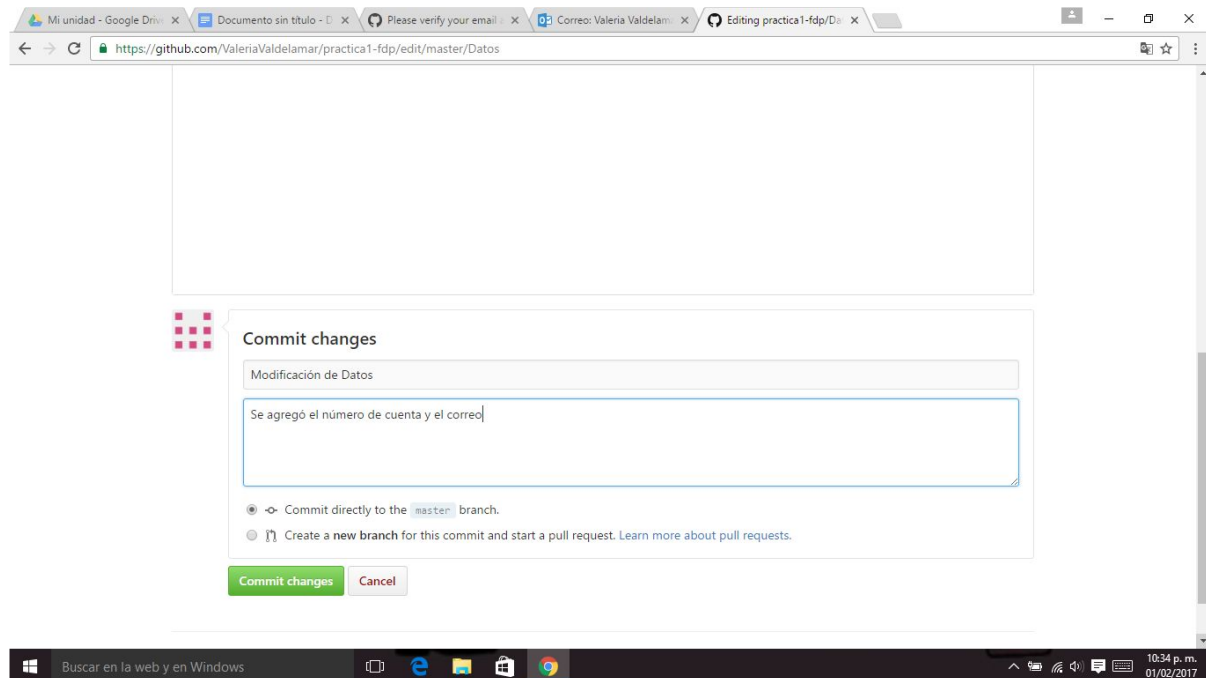 Mi unidad - Google Driv
Documento sin título - D
Please verify your email a
Correo: Valeria Valdelama
Editing practica1-fdp/Da
https://github.com/ValeriaValdelamar/practica1-fdp/edit/master/Datos
Commit changes
Modificación de Datos
Se agregó el número de cuenta y el correo
Commit directly to the master branch.
Create a new branch for this commit and start a pull request. Learn more about pull requests.
Commit changes
Cancel
Buscar en la web y en Windows
10:34 p. m.
01/02/2017